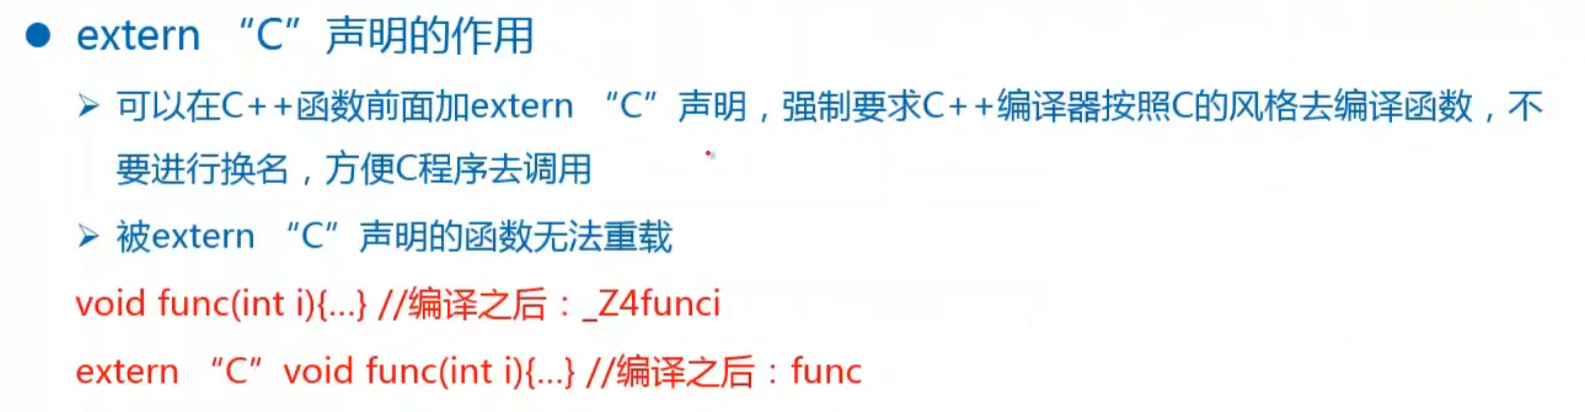 ● extern “C”声明的作用
➢ 可以在C++函数前面加extern “C”声明，强制要求C++编译器按照C的风格去编译函数，不
要进行换名，方便C程序去调用
➢ 被extern “C”声明的函数无法重载
void func(int i){...} //编译之后：_Z4funci
extern “C”void func(int i){...} //编译之后：func